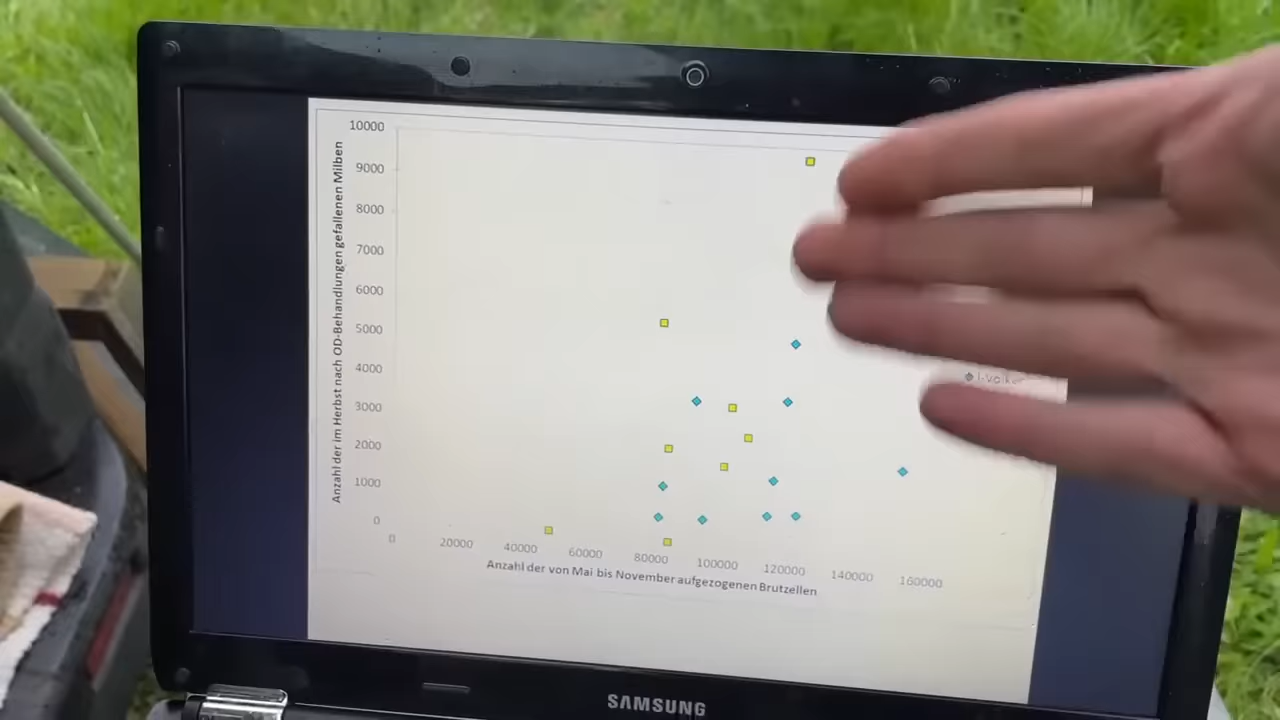 10000
9000
8000
7000
6000
5000
4000
3000
2000
1000
0
Anzahl der im Herbst nach OD-Behandlungen gefallenen Milben
0 20000 40000 60000 80000 100000 120000 140000 160000
Anzahl der von Mai bis November aufgezogenen Brutzellen
SAMSUNG